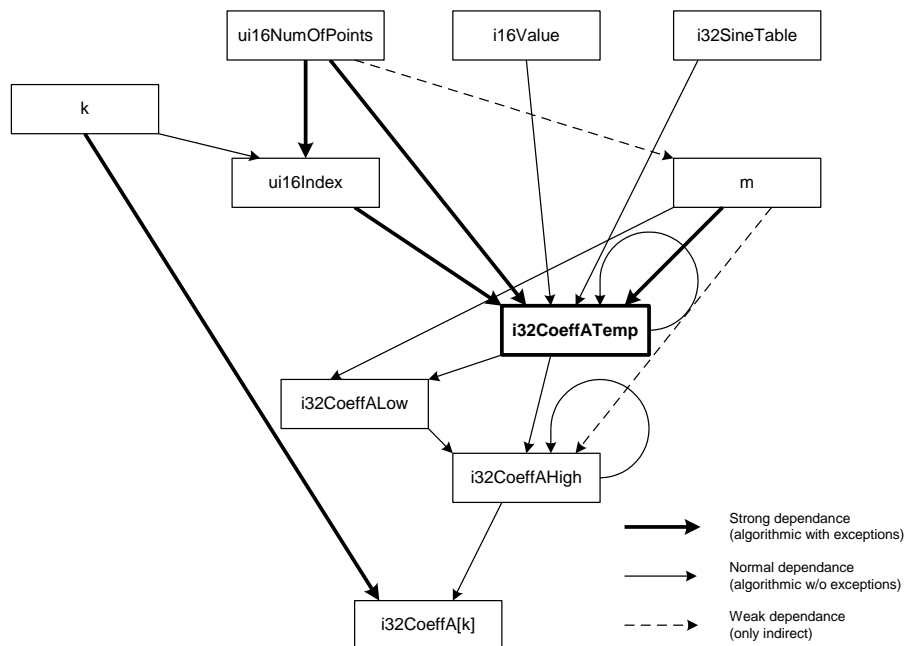 ui16NumOfPoints
i16Value
i32SineTable
k
ui16Index
m
i32CoeffATemp
i32CoeffALow
i32CoeffAHigh
Strong dependance
(algorithmic with exceptions)
Normal dependance
(algorithmic w/o exceptions)
i32CoeffA[k]
Weak dependance
(only indirect)